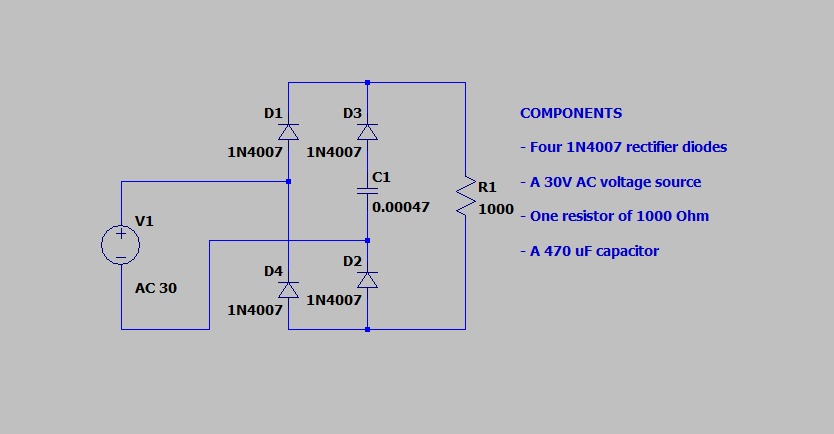 D1
D3
COMPONENTS
1N4007
1N4007
- Four 1N4007 rectifier diodes
C1
- A 30V AC voltage source
R1
0.00047
1000
- One resistor of 1000 Ohm
V1
- A 470 uF capacitor
D2
D4
AC 30
1N4007
1N4007